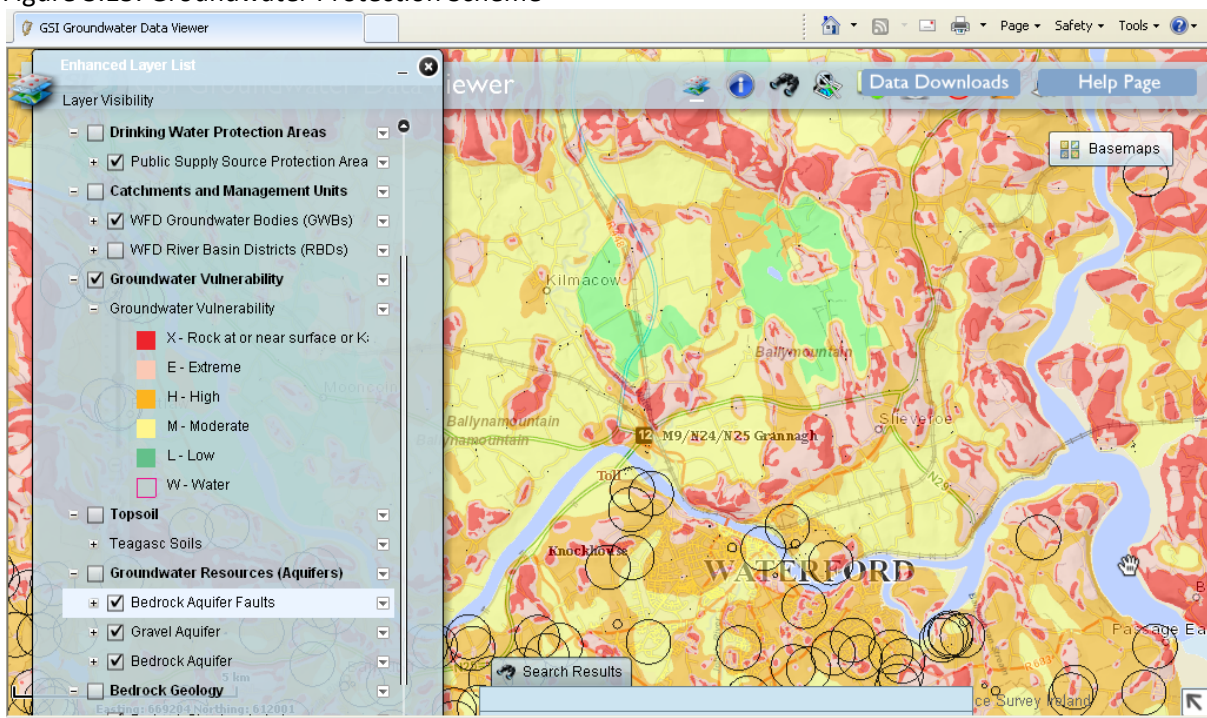 Figure 3.13: Groundwater Protection Scheme
GSI Groundwater Data Viewer
Page
Safety
Tools
Enhanced Layer List
iewer
Data Downloads
Help Page
Layer Visibility
Basemaps
Drinking Water Protection Areas
Public Supply Source Protection Area
Catchments and Management Units
WFD Groundwater Bodies (GWBs)
WFD River Basin Districts (RBDs)
Groundwater Vulnerability
Groundwater Vulnerability
X - Rock at or near surface or Ka
E - Extreme
H - High
M - Moderate
L - Low
W - Water
Topsoil
Teagasc Soils
Groundwater Resources (Aquifers)
Bedrock Aquifer Faults
Gravel Aquifer
Bedrock Aquifer
Bedrock Geology
5 km
Easting: 669204 Northing: 612001
Mooncoin
Kilmacow
Ballymountain
Ballynamountain
Ballynamountain
Slieveroe
12 M9/N24/N25 Grannagh
Toll
N29
Knockhouse
WATERFORD
Passage Ea
Search Results
ce Survey Ireland